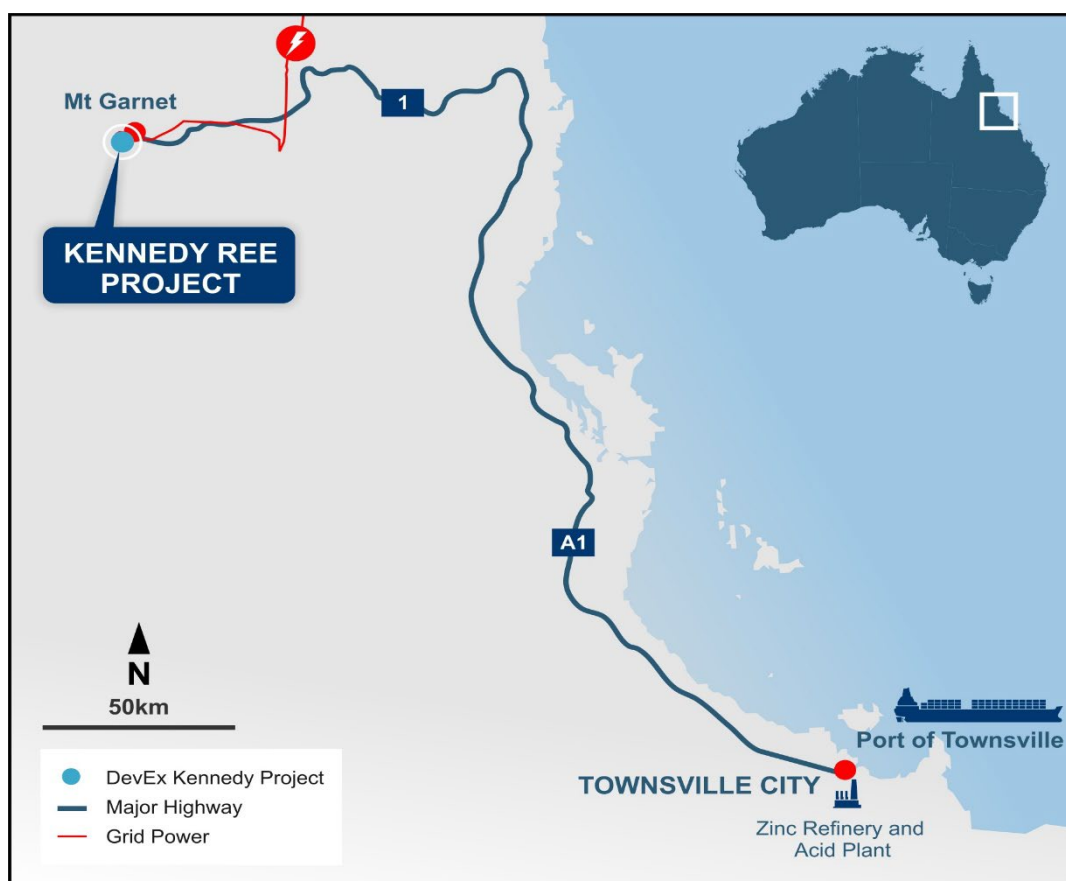 1
Mt Garnet
KENNEDY REE
PROJECT
A1
N
50km
DevEx Kennedy Project
Major Highway
Grid Power
Port of Townsville
TOWNSVILLE CITY
Zinc Refinery and
Acid Plant